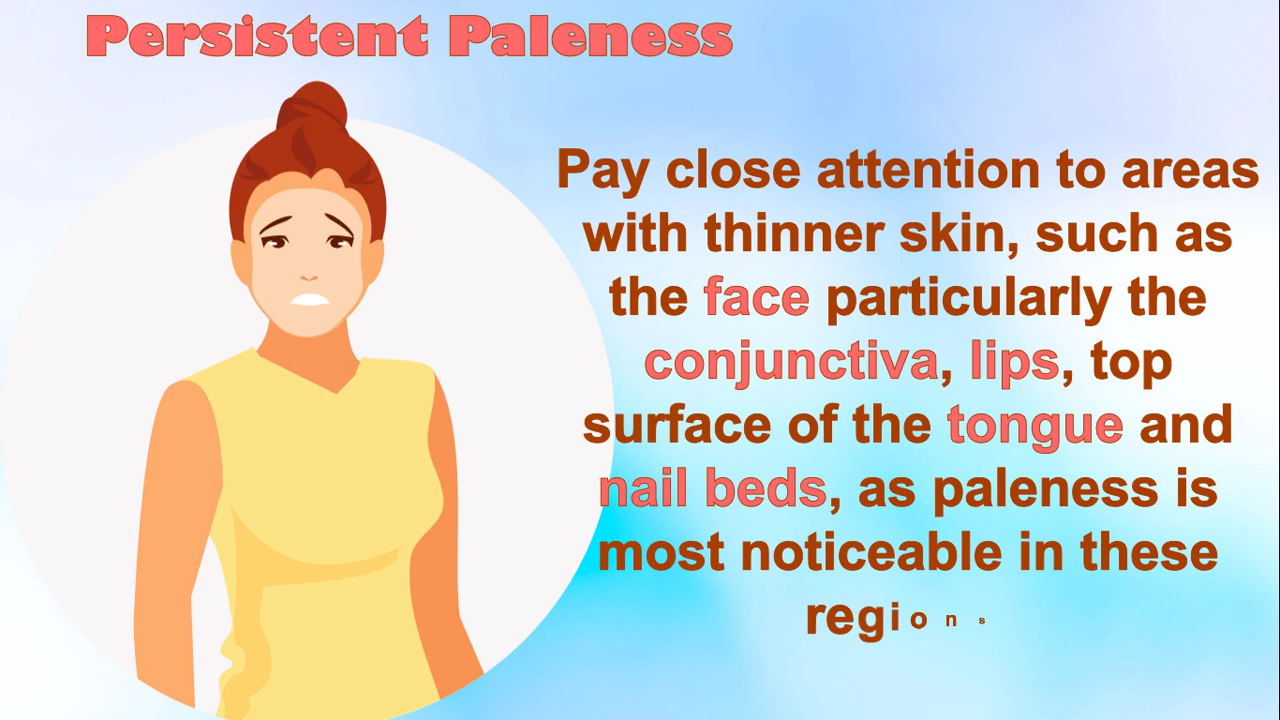 Persistent Paleness
Pay close attention to areas
with thinner skin, such as
the face particularly the
conjunctiva, lips, top
surface of the tongue and
nail beds, as paleness is
most noticeable in these
regions